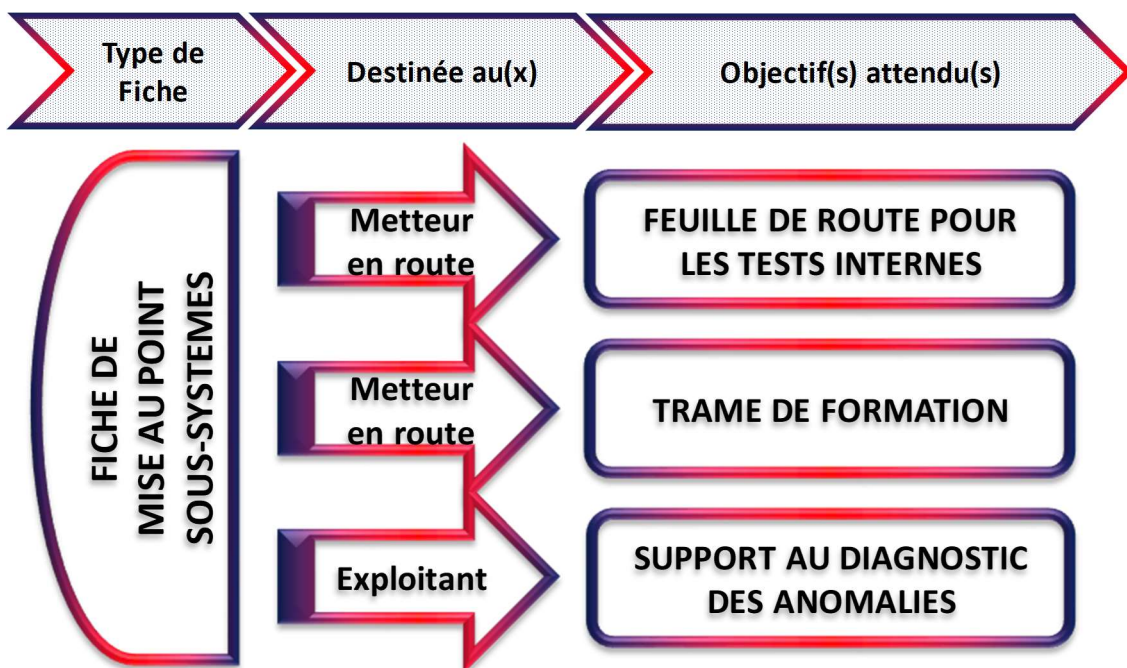 Type de
Fiche
Destinée au(x)
Objectif(s) attendu(s)
FICHE DE
MISE AU POINT
SOUS-SYSTEMES
Metteur
en route
FEUILLE DE ROUTE POUR
LES TESTS INTERNES
Metteur
en route
TRAME DE FORMATION
Exploitant
SUPPORT AU DIAGNOSTIC
DES ANOMALIES